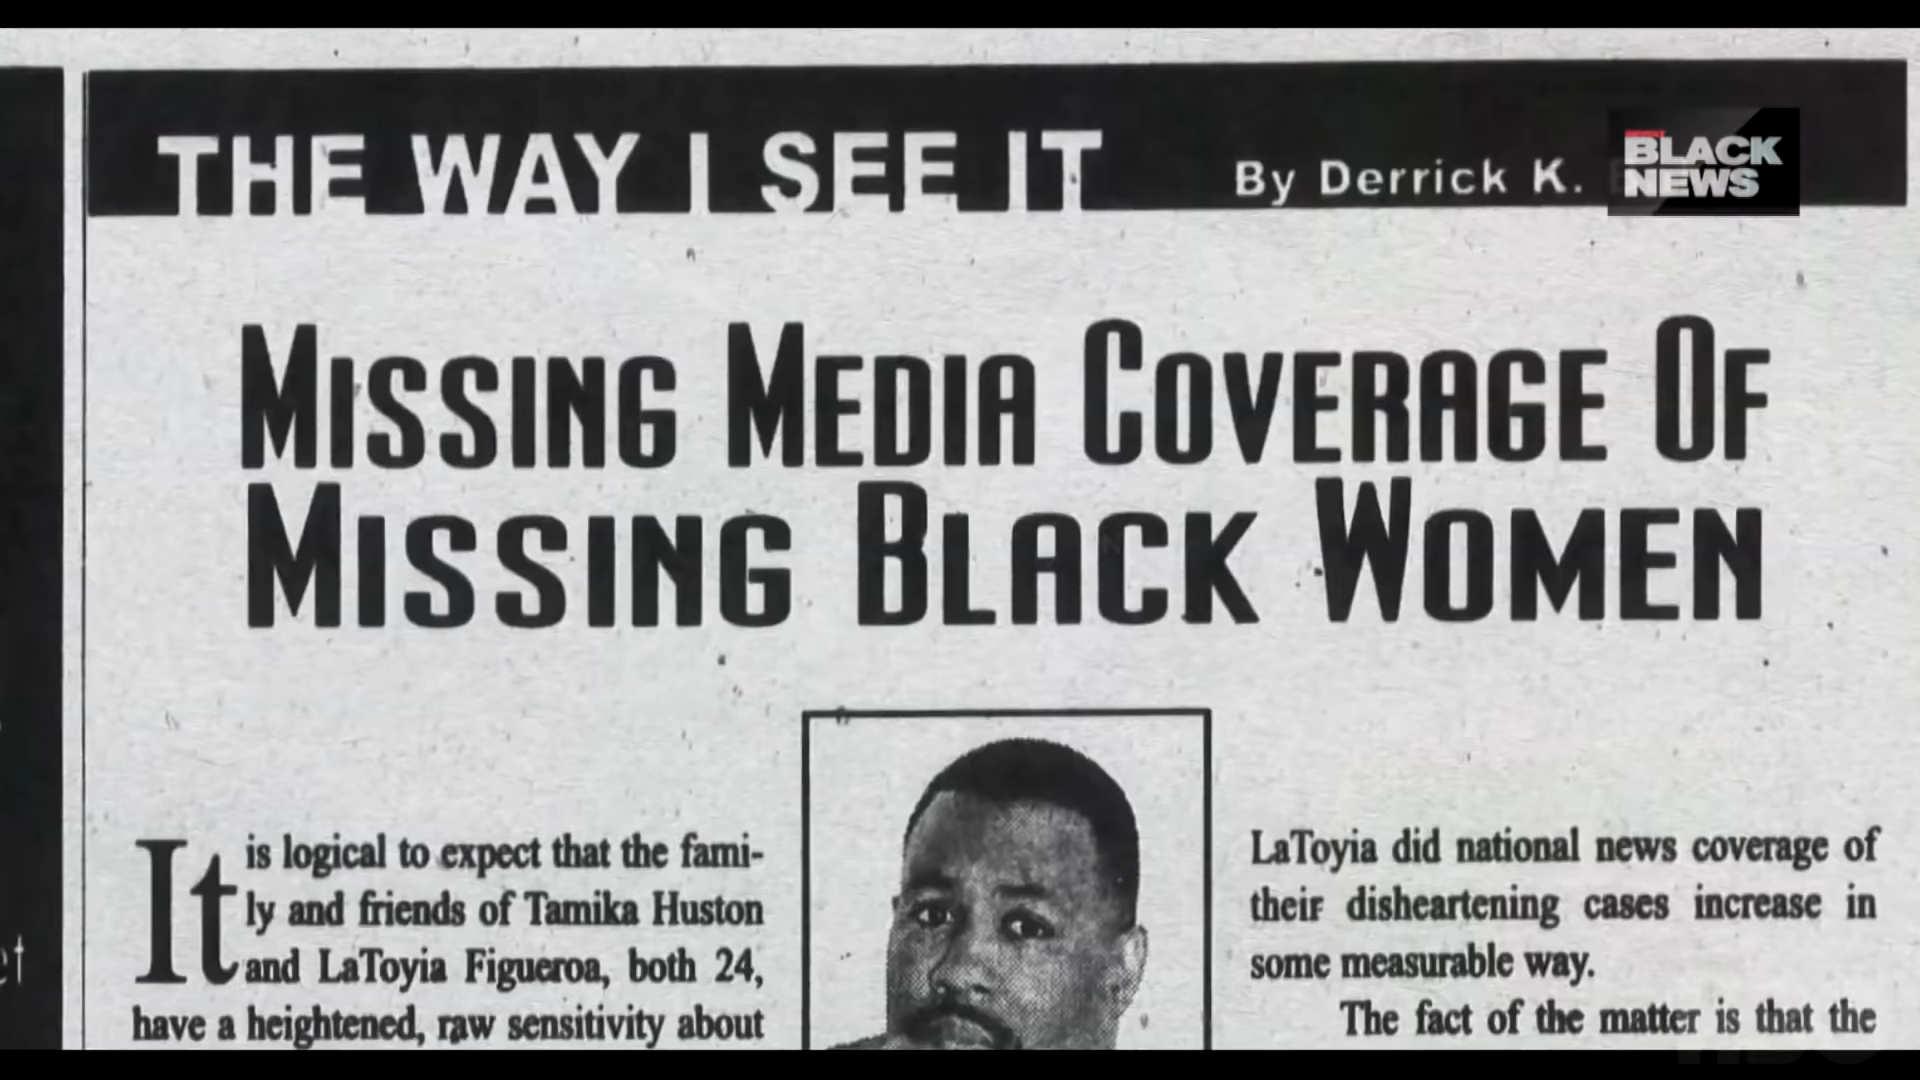 THE WAY I SEE IT
By Derrick K.
BLACK
NEWS
MISSING MEDIA COVERAGE OF
MISSING BLACK WOMEN
It is logical to expect that the fami-
ly and friends of Tamika Huston
and LaToyia Figueroa, both 24,
have a heightened, raw sensitivity about
LaToyia did national news coverage of
their disheartening cases increase in
some measurable way.
The fact of the matter is that the
HBO